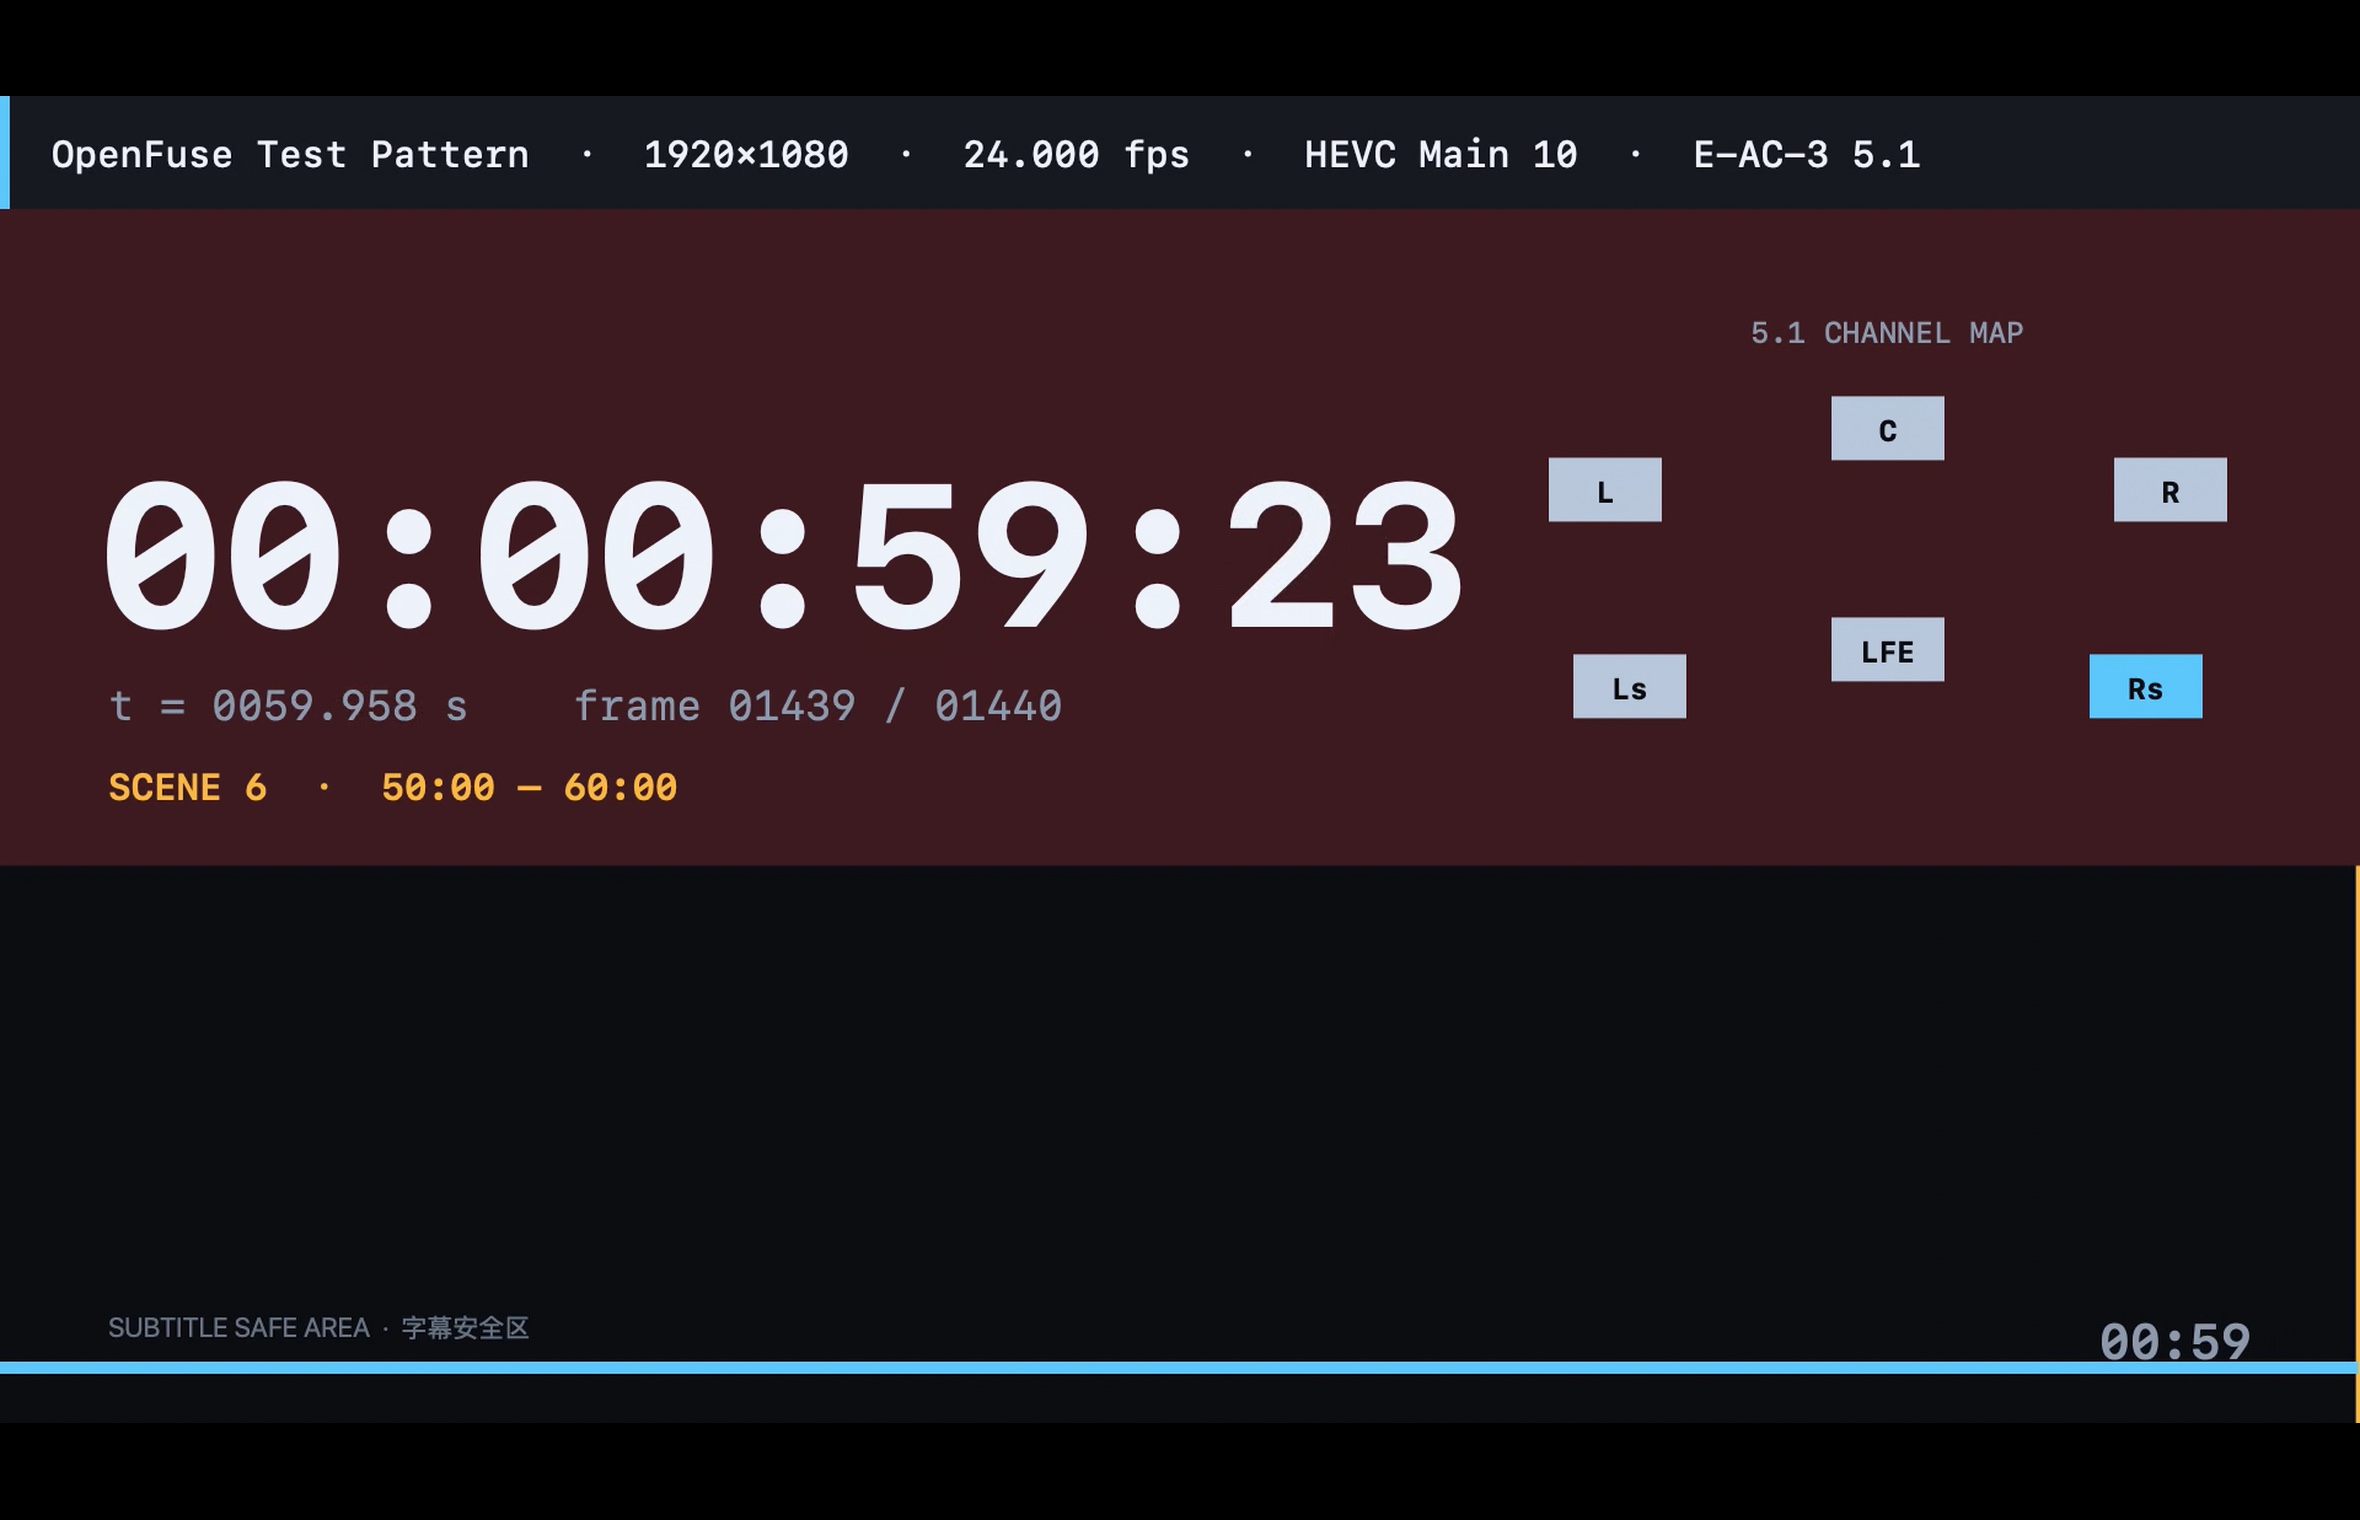 OpenFuse Test Pattern · 1920×1080 · 24.000 fps · HEVC Main 10 · E–AC–3 5.1
5.1 CHANNEL MAP
C
L
R
00:00:59:23
LFE
Ls
Rs
t = 0059.958 s frame 01439 / 01440
SCENE 6 · 50:00 – 60:00
SUBTITLE SAFE AREA · 字幕安全区
00:59